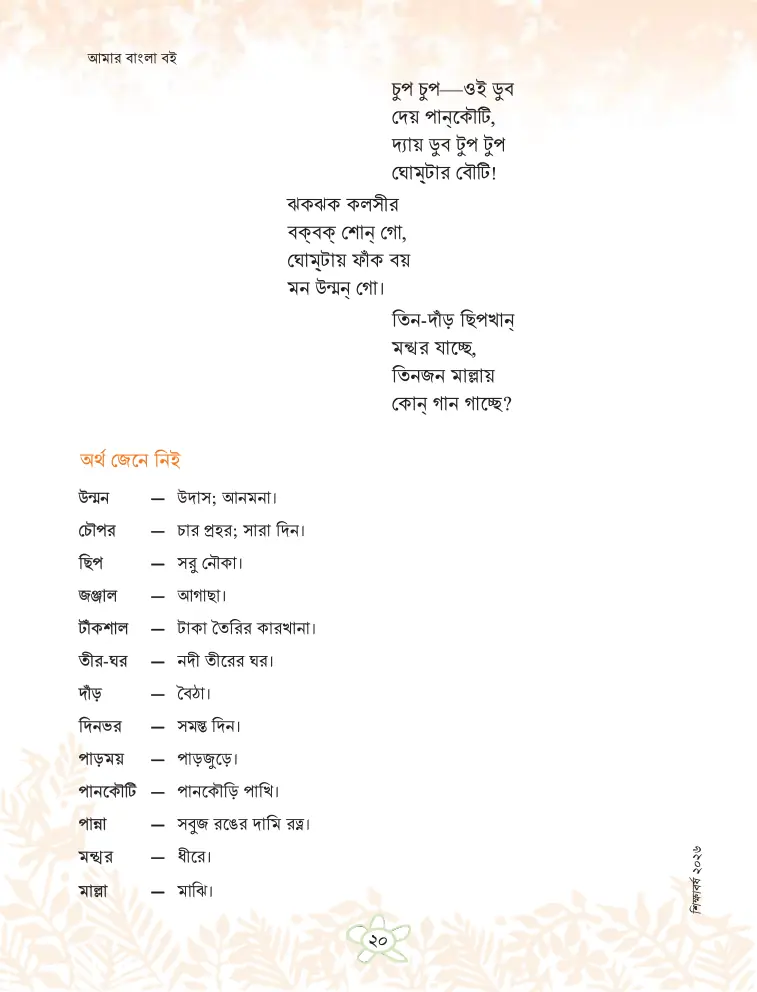 আমার বাংলা বই
চুপ চুপ—ওই ডুব
দেয় পান্‌কৌটি,
দ্যায় ডুব টুপ টুপ
ঘোম্‌টার বৌটি!
ঝকঝক কলসীর
বক্‌বক্‌ শোন্‌ গো,
ঘোম্‌টায় ফাঁক বয়
মন উন্মন্‌ গো।
তিন-দাঁড় ছিপখান্‌
মন্থর যাচ্ছে,
তিনজন মাল্লায়
কোন্‌ গান গাচ্ছে?
অর্থ জেনে নিই
উন্মন — উদাস; আনমনা।
চৌপর — চার প্রহর; সারা দিন।
ছিপ — সরু নৌকা।
জঞ্জাল — আগাছা।
টাঁকশাল — টাকা তৈরির কারখানা।
তীর-ঘর — নদী তীরের ঘর।
দাঁড় — বৈঠা।
দিনভর — সমস্ত দিন।
পাড়ময় — পাড়জুড়ে।
পানকৌটি — পানকৌড়ি পাখি।
পান্না — সবুজ রঙের দামি রত্ন।
মন্থর — ধীরে।
মাল্লা — মাঝি।
শিক্ষাবর্ষ ২০২৬
২০